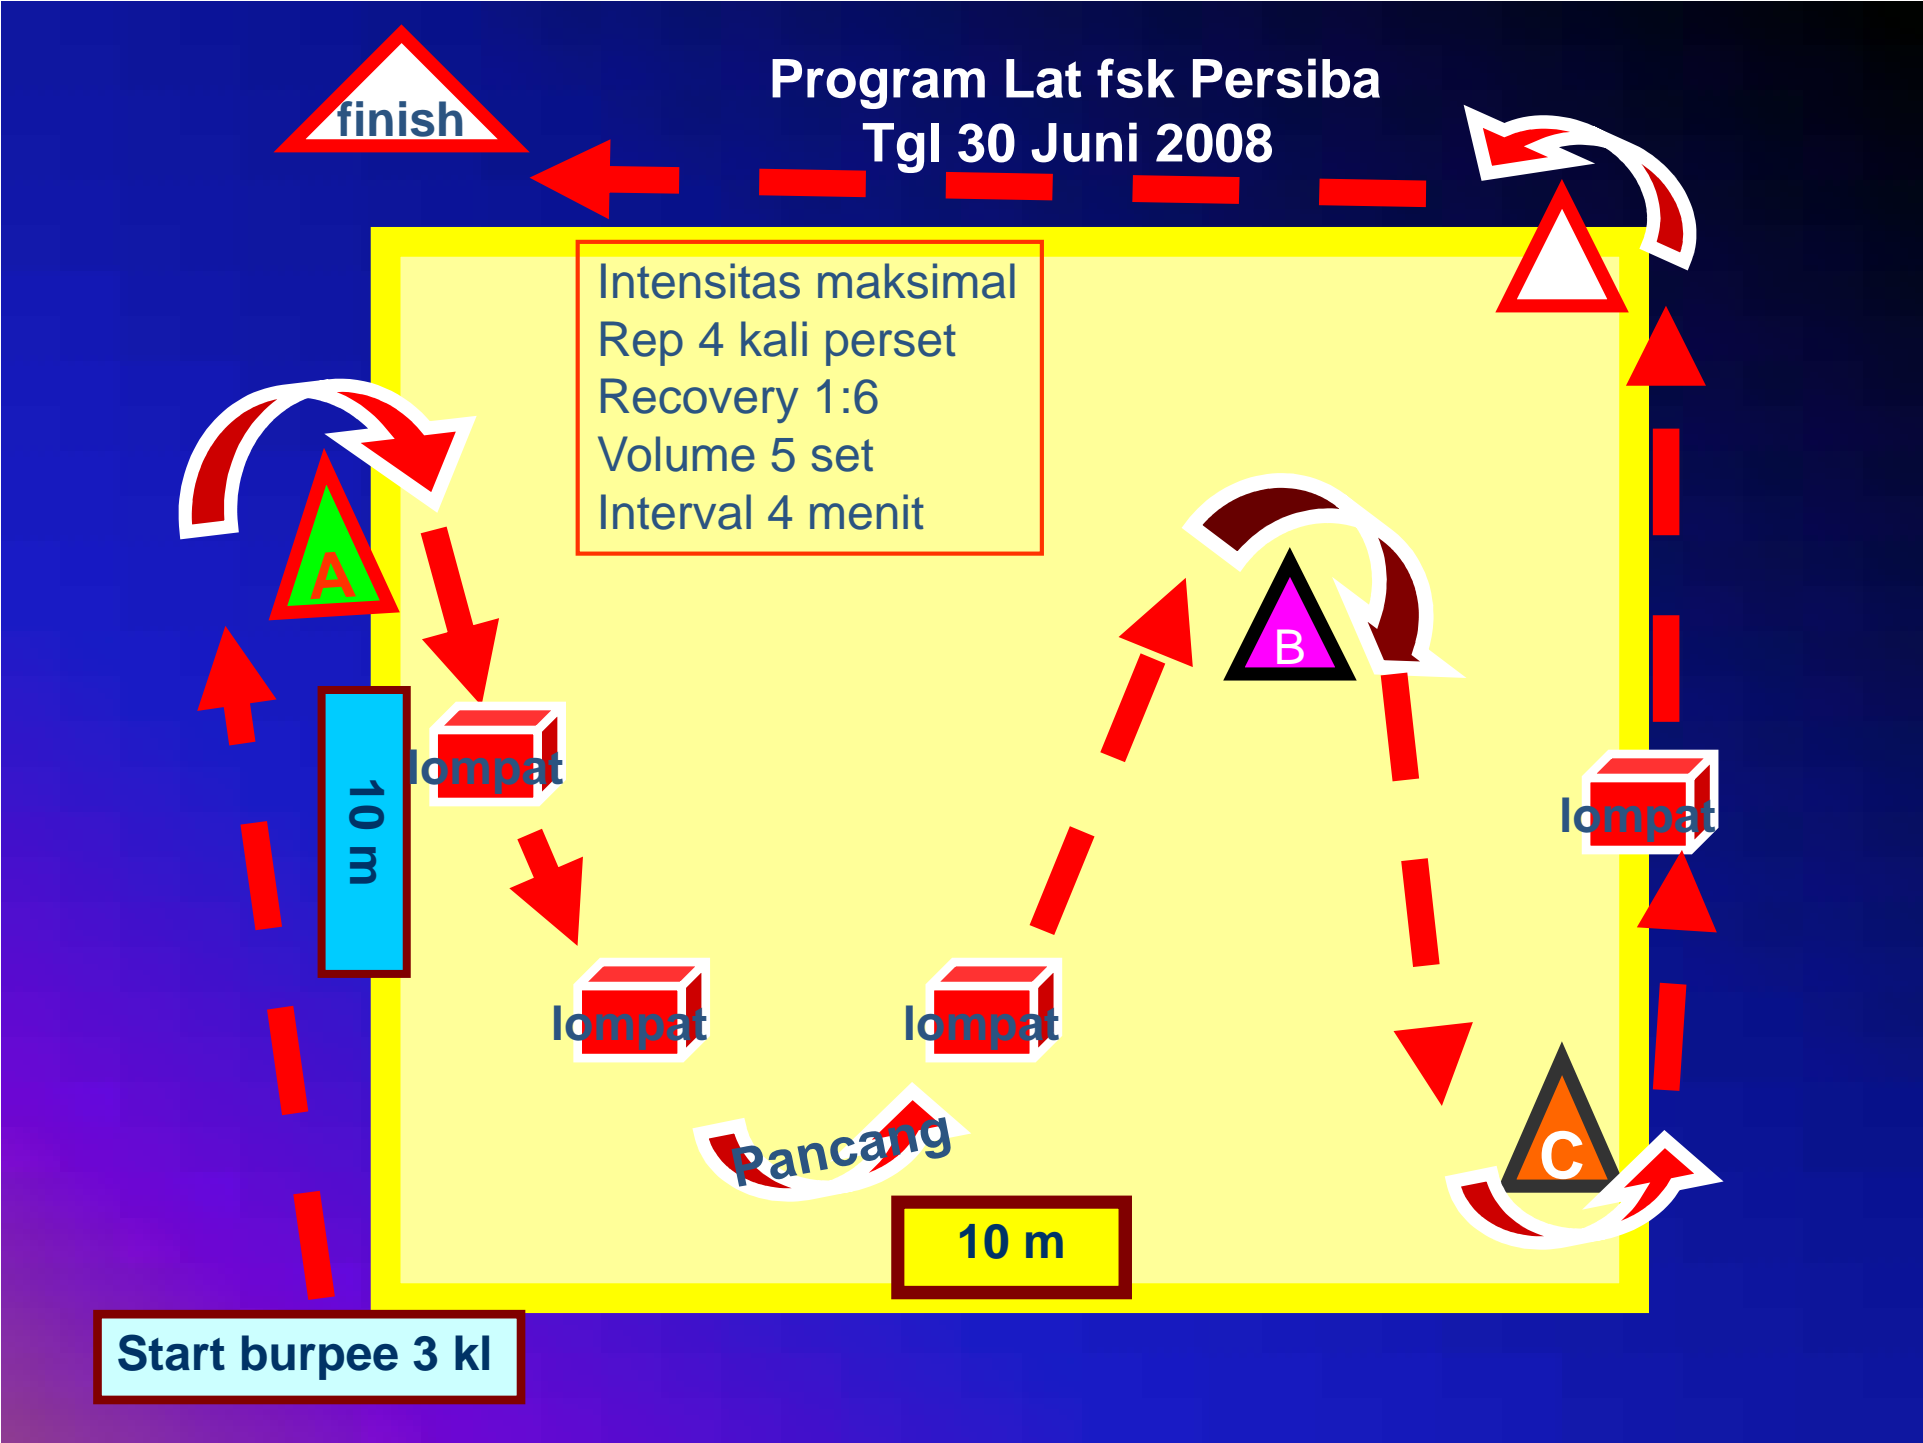 Program Lat fsk Persiba
Tgl 30 Juni 2008
finish
Intensitas maksimal
Rep 4 kali perset
Recovery 1:6
Volume 5 set
Interval 4 menit
A
B
10 m
lompat
lompat
lompat
lompat
Pancang
C
10 m
Start burpee 3 kl